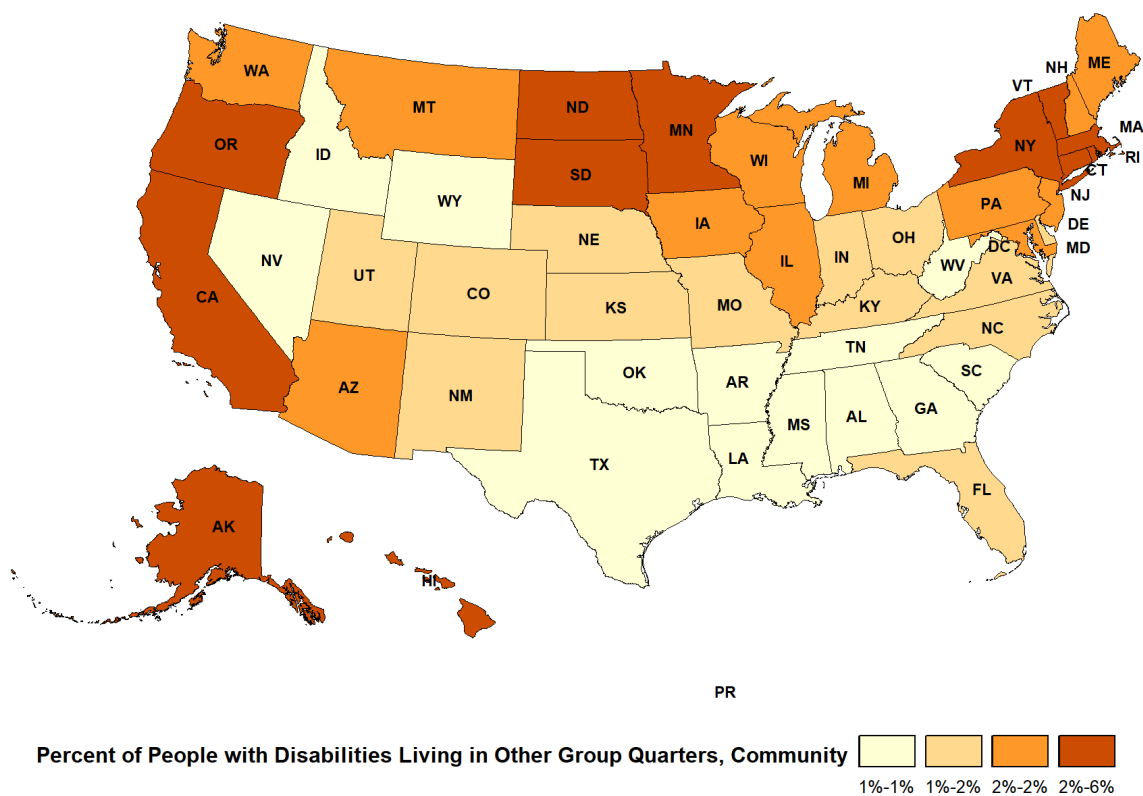 ME
NH
WA
VT
MT
ND
MA
MN
OR
NY
RI
ID
WI
CT
SD
MI
NJ
WY
PA
IA
DE
NE
OH
DC
MD
NV
IL
IN
WV
UT
VA
CO
CA
KS
MO
KY
NC
TN
OK
SC
AZ
AR
NM
GA
MS
AL
LA
TX
FL
AK
HI
PR
Percent of People with Disabilities Living in Other Group Quarters, Community
1%-1% 1%-2% 2%-2% 2%-6%